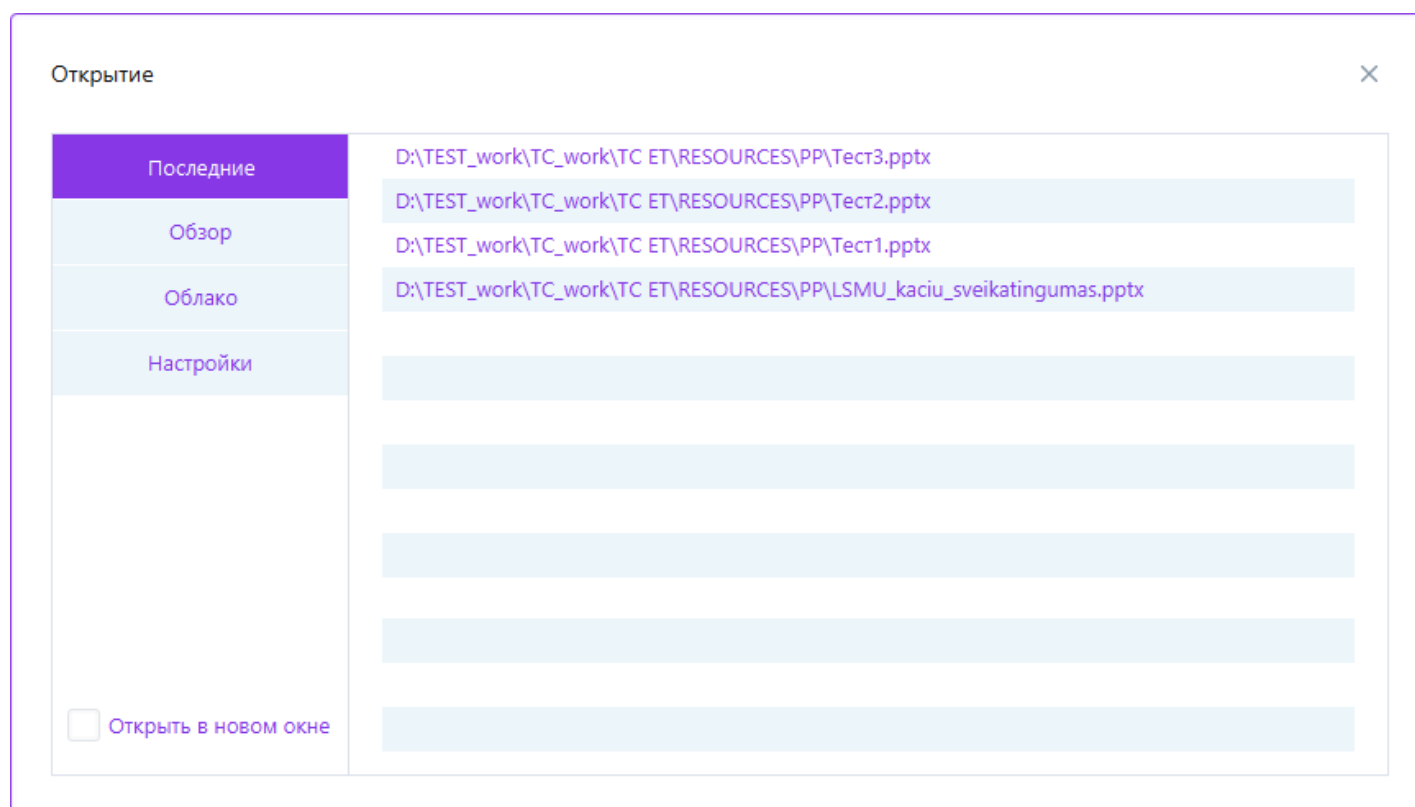 Открытие
Последние
Обзор
Облако
Настройки
Открыть в новом окне
D:\TEST_work\TC_work\TC ET\RESOURCES\PP\Тест3.pptx
D:\TEST_work\TC_work\TC ET\RESOURCES\PP\Тест2.pptx
D:\TEST_work\TC_work\TC ET\RESOURCES\PP\Тест1.pptx
D:\TEST_work\TC_work\TC ET\RESOURCES\PP\LSMU_kaciu_sveikatingumas.pptx